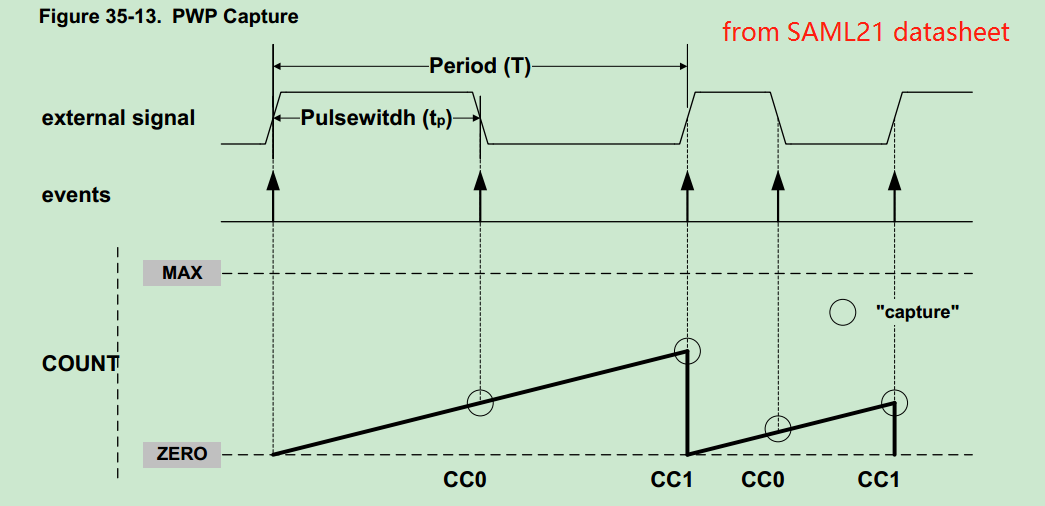 Figure 35-13. PWP Capture
from SAML21 datasheet
Period (T)
external signal
Pulsewitdh (tp)
events
MAX
"capture"
COUNT
ZERO
CC0 CC1 CC0 CC1